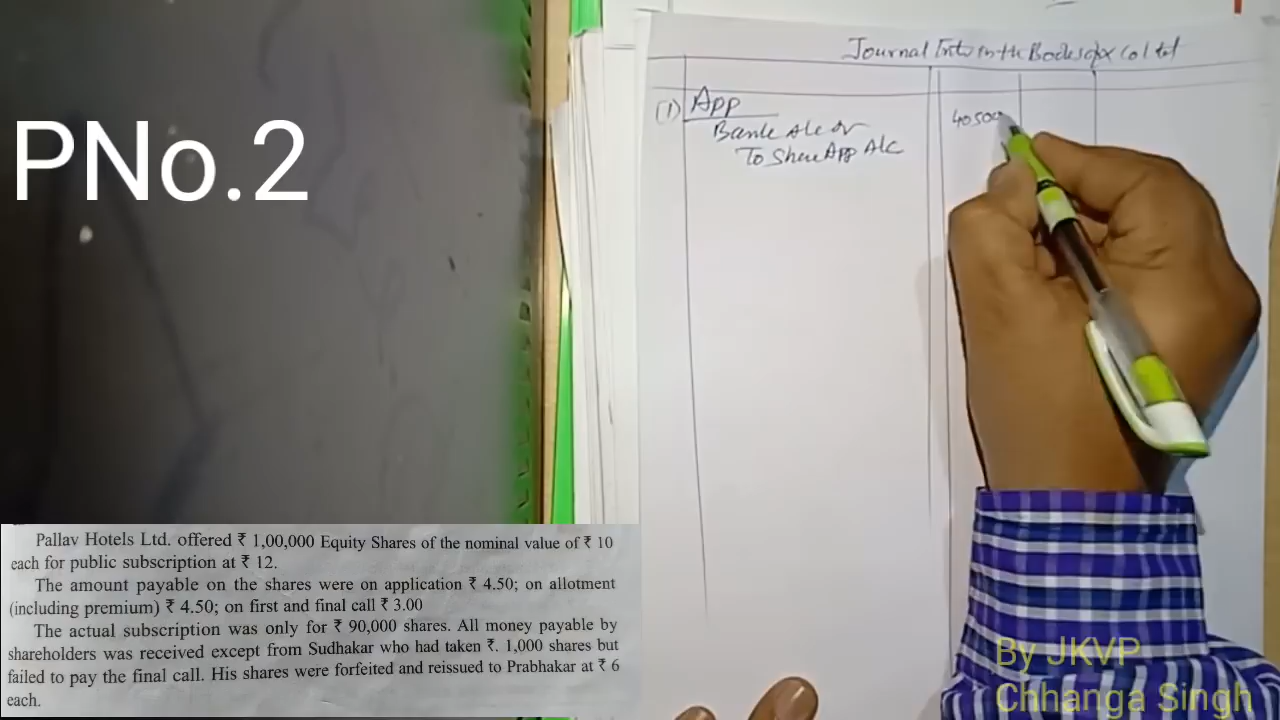 PNo.2
Journal in the Books of x Co Ltd
(1) App
Bank A/c Dr
To Share App A/c
40500
Pallav Hotels Ltd. offered ₹ 1,00,000 Equity Shares of the nominal value of ₹ 10
each for public subscription at ₹ 12.
The amount payable on the shares were on application ₹ 4.50; on allotment
(including premium) ₹ 4.50; on first and final call ₹ 3.00
The actual subscription was only for ₹ 90,000 shares. All money payable by
shareholders was received except from Sudhakar who had taken ₹. 1,000 shares but
failed to pay the final call. His shares were forfeited and reissued to Prabhakar at ₹ 6
each.
By JKVP
Chhanga Singh